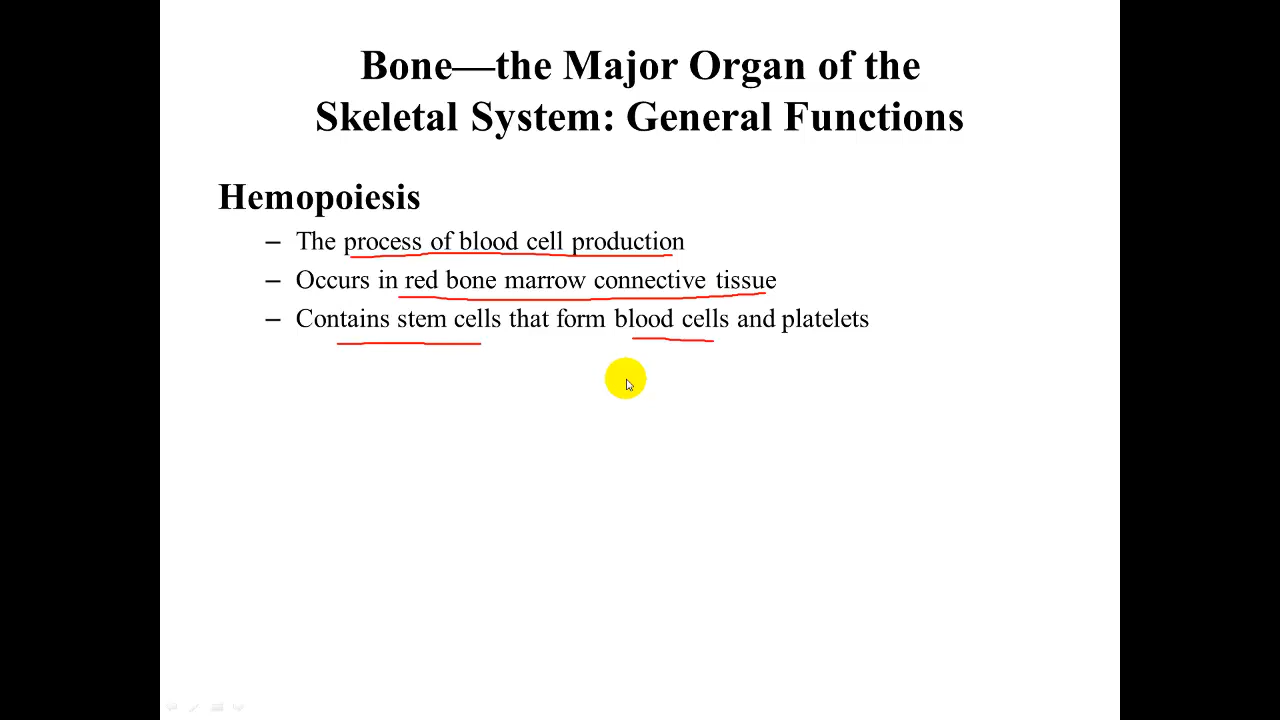 Bone—the Major Organ of the
Skeletal System: General Functions
Hemopoiesis
– The process of blood cell production
– Occurs in red bone marrow connective tissue
– Contains stem cells that form blood cells and platelets